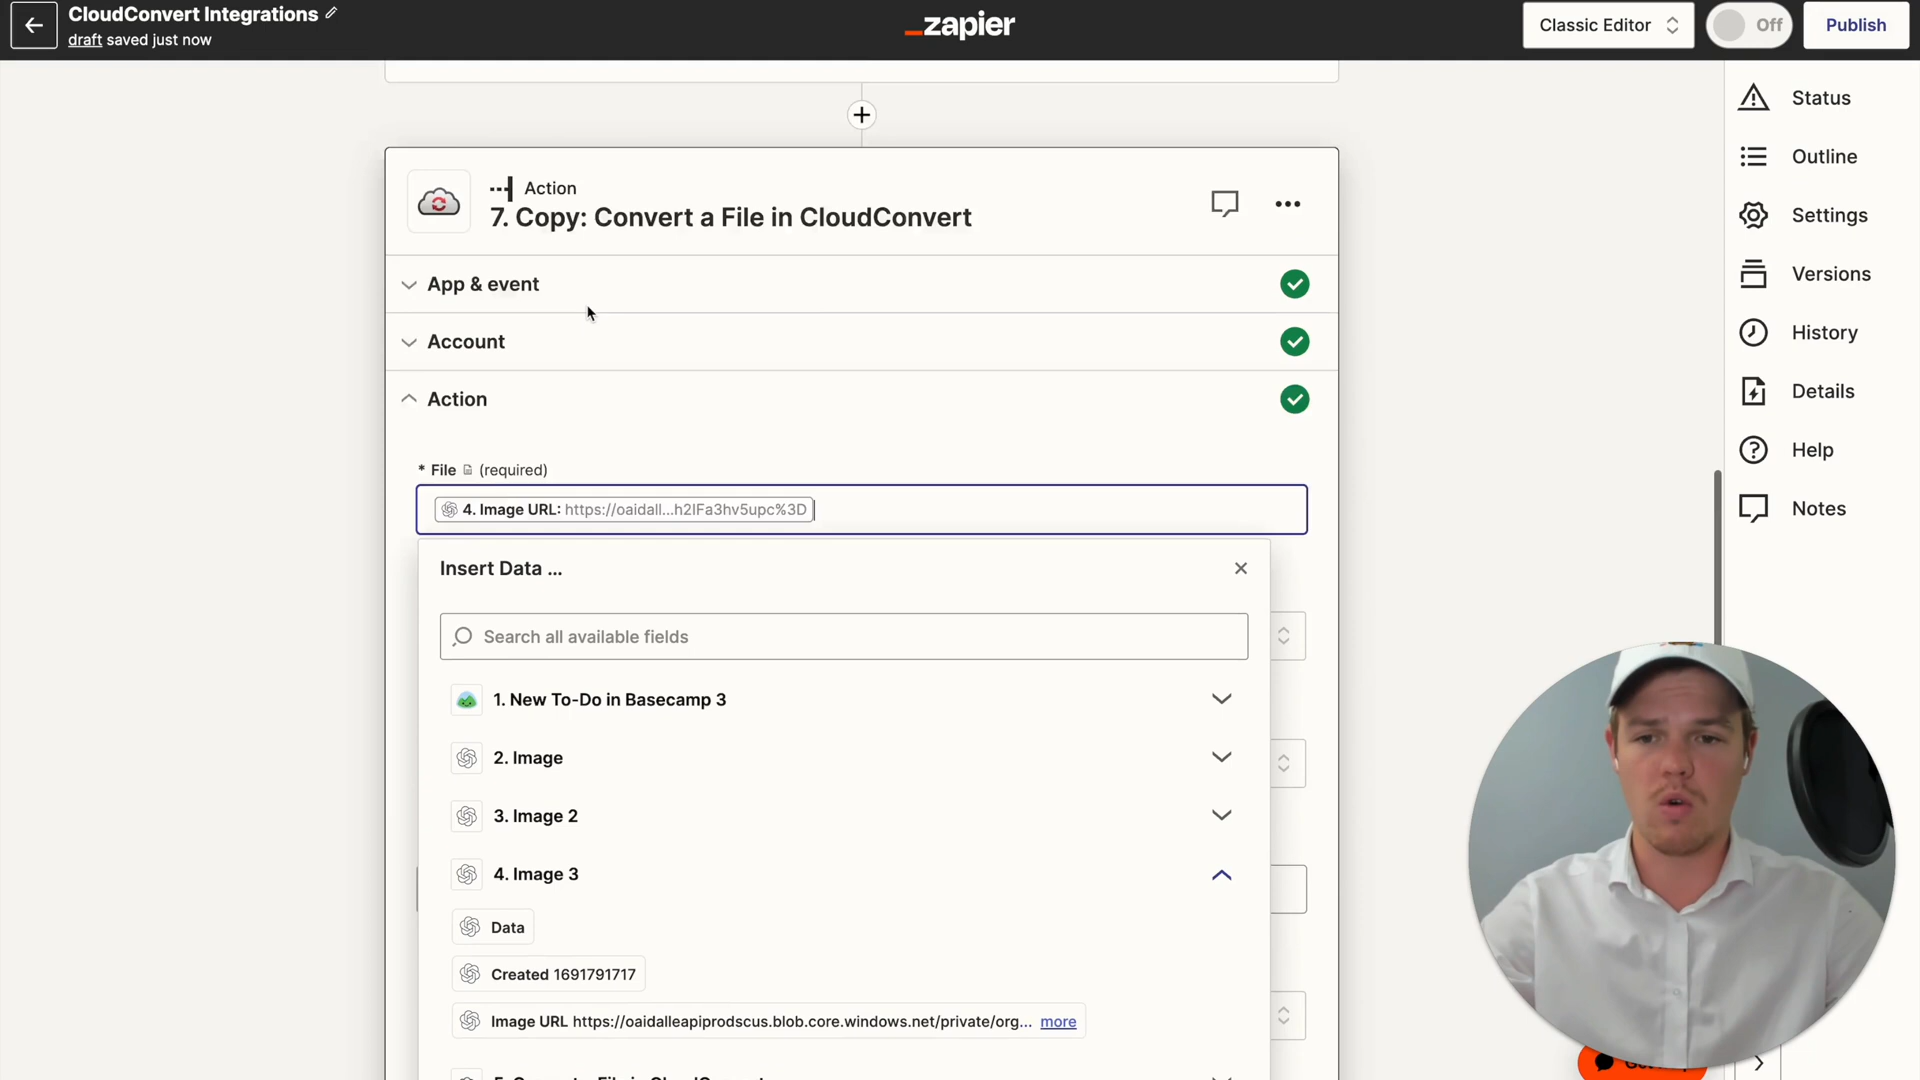 CloudConvert Integrations
draft saved just now
zapier
Classic Editor
Off
Publish
Status
Outline
Settings
Versions
History
Details
Help
Notes
Action
7. Copy: Convert a File in CloudConvert
App & event
Account
Action
* File (required)
4. Image URL: https://oaidall...h2IFa3hv5upc%3D
Insert Data ...
Search all available fields
1. New To-Do in Basecamp 3
2. Image
3. Image 2
4. Image 3
Data
Created 1691791717
Image URL https://oaidalleapiprodscus.blob.core.windows.net/private/org... more